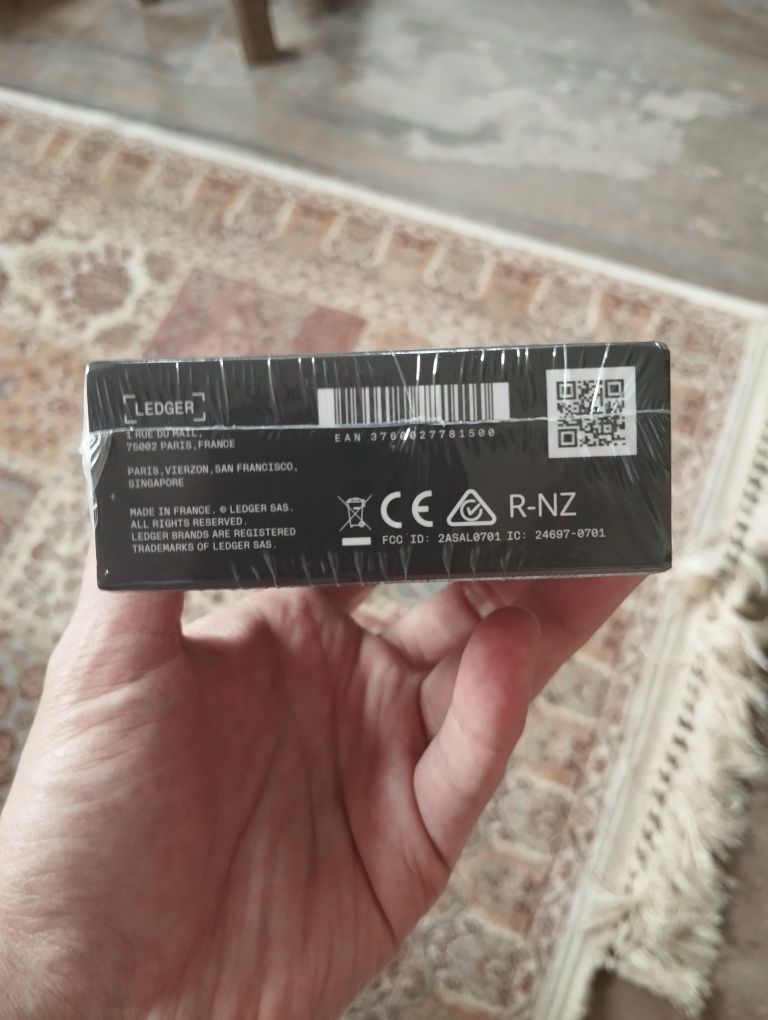 LEDGER
1 RUE DU MAIL,
75002 PARIS,FRANCE
PARIS,VIERZON,SAN FRANCISCO,
SINGAPORE
MADE IN FRANCE. © LEDGER SAS.
ALL RIGHTS RESERVED.
LEDGER BRANDS ARE REGISTERED
TRADEMARKS OF LEDGER SAS.
EAN 3760027781500
CE R-NZ
FCC ID: 2ASAL0701 IC: 24697-0701